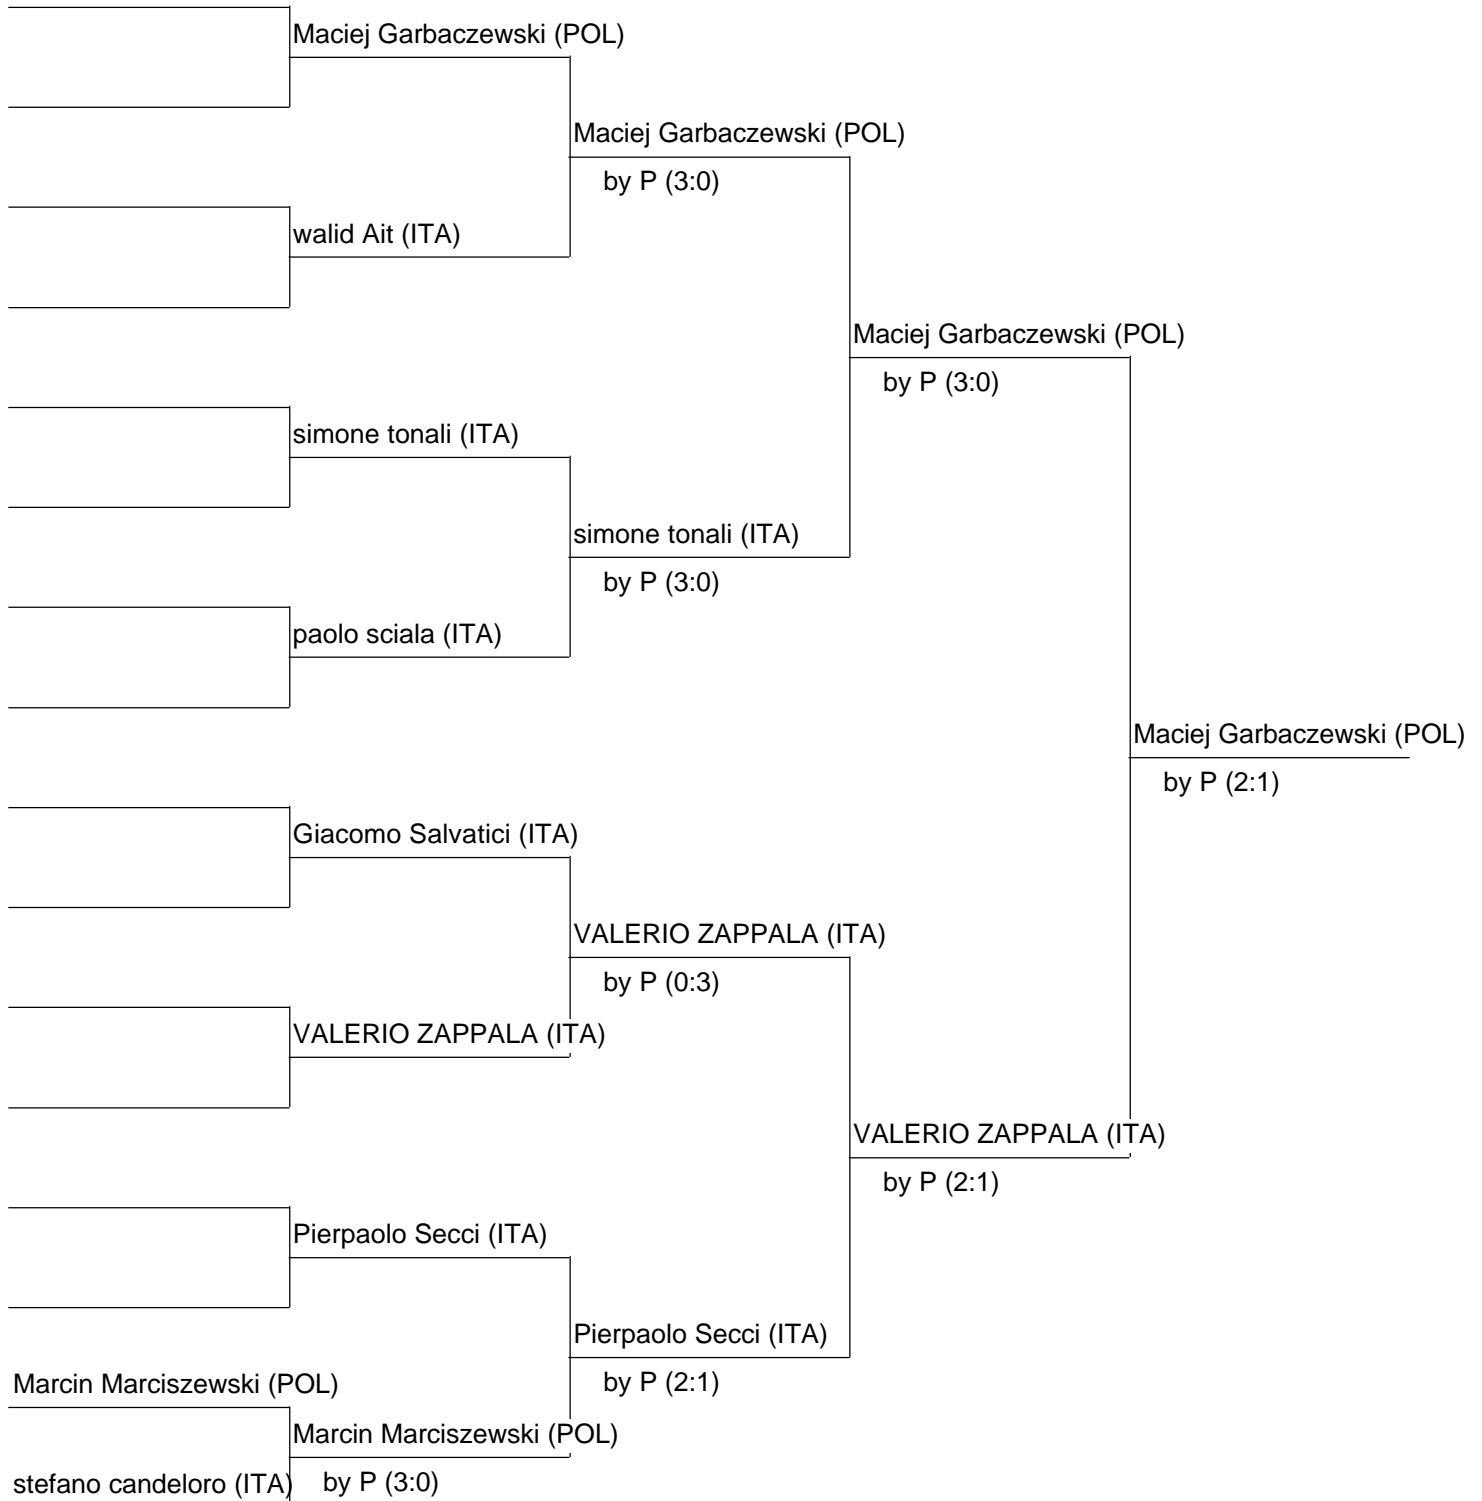 Maciej Garbaczewski (POL)
Maciej Garbaczewski (POL)
by P (3:0)
walid Ait (ITA)
Maciej Garbaczewski (POL)
by P (3:0)
simone tonali (ITA)
simone tonali (ITA)
by P (3:0)
paolo sciala (ITA)
Maciej Garbaczewski (POL)
by P (2:1)
Giacomo Salvatici (ITA)
VALERIO ZAPPALA (ITA)
by P (0:3)
VALERIO ZAPPALA (ITA)
VALERIO ZAPPALA (ITA)
by P (2:1)
Pierpaolo Secci (ITA)
Pierpaolo Secci (ITA)
by P (2:1)
Marcin Marciszewski (POL)
Marcin Marciszewski (POL)
by P (3:0)
stefano candeloro (ITA)